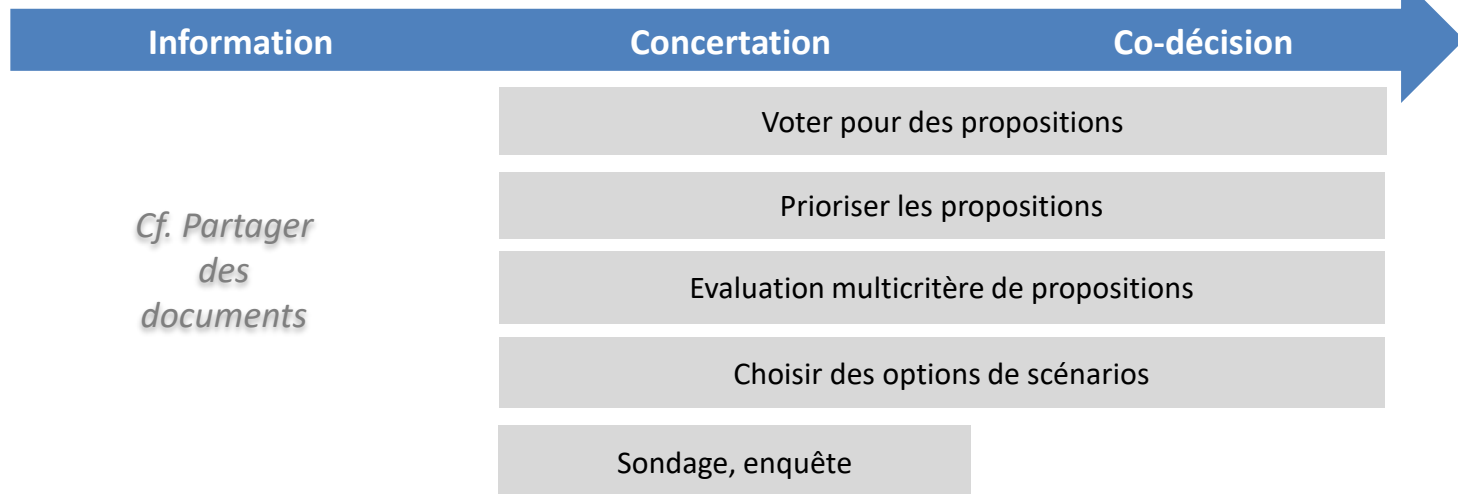 Information Concertation Co-décision
Voter pour des propositions
Prioriser les propositions
Cf. Partager
des
documents
Evaluation multicritère de propositions
Choisir des options de scénarios
Sondage, enquête